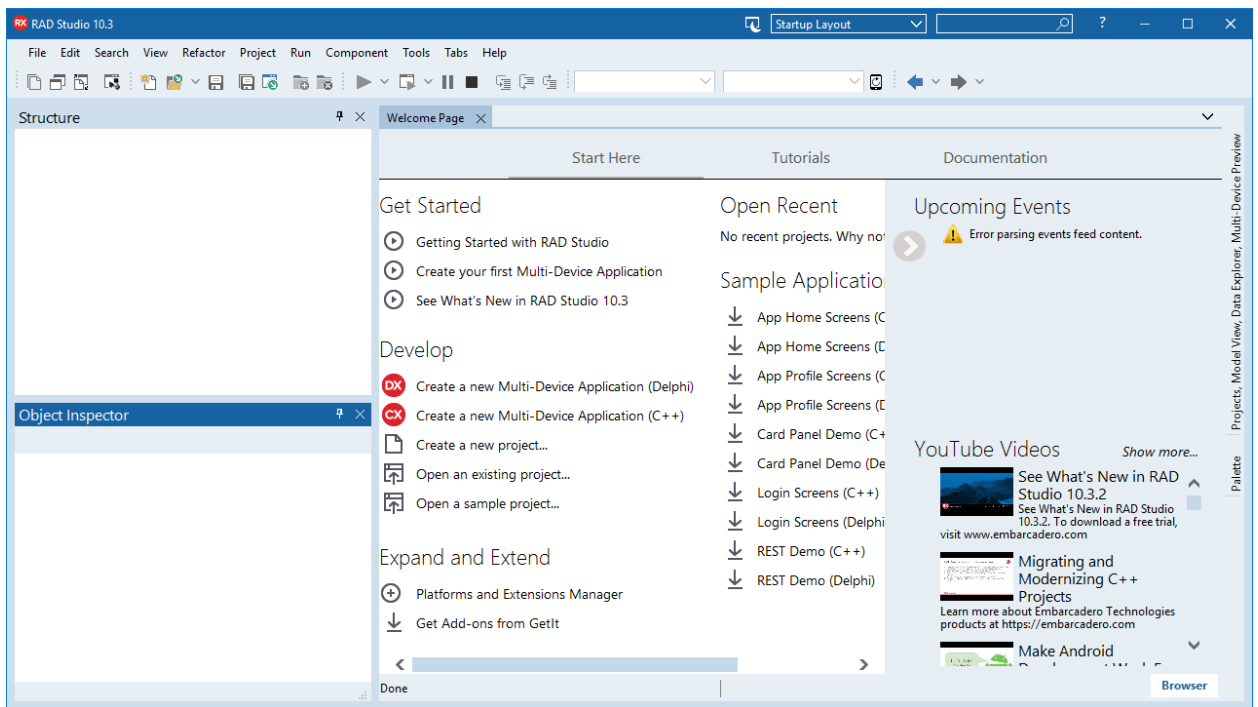 RX RAD Studio 10.3 Startup Layout ?
File Edit Search View Refactor Project Run Component Tools Tabs Help
Structure
Welcome Page
Start Here Tutorials Documentation
Get Started
Getting Started with RAD Studio
Create your first Multi-Device Application
See What's New in RAD Studio 10.3
Develop
DX Create a new Multi-Device Application (Delphi)
CX Create a new Multi-Device Application (C++)
Create a new project...
Open an existing project...
Open a sample project...
Expand and Extend
Platforms and Extensions Manager
Get Add-ons from GetIt
Open Recent
No recent projects. Why not
Sample Applicatio
App Home Screens (C
App Home Screens (D
App Profile Screens (C
App Profile Screens (D
Card Panel Demo (C+
Card Panel Demo (De
Login Screens (C++)
Login Screens (Delphi
REST Demo (C++)
REST Demo (Delphi)
Upcoming Events
Error parsing events feed content.
YouTube Videos Show more...
See What's New in RAD
Studio 10.3.2
See What's New in RAD Studio
10.3.2. To download a free trial,
visit www.embarcadero.com
Migrating and
Modernizing C++
Projects
Learn more about Embarcadero Technologies
products at https://embarcadero.com
Make Android
Object Inspector
Projects, Model View, Data Explorer, Multi-Device Preview
Palette
Done
Browser